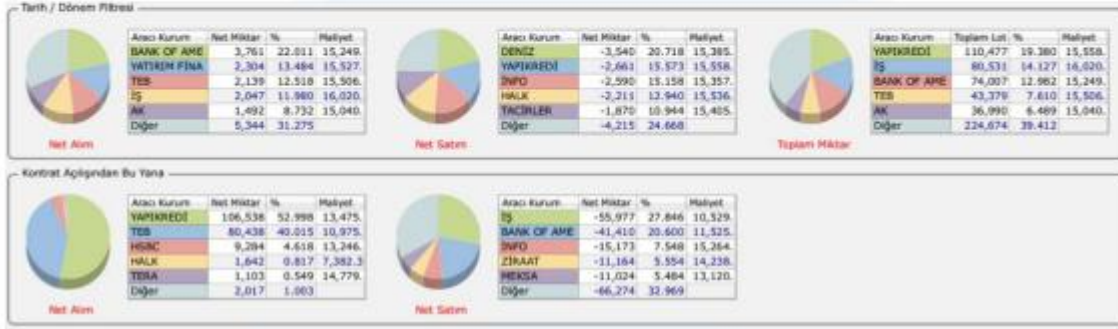 Tarih / Dönem Filtresi
Aracı Kurum Net Miktar % Maliyet
BANK OF AME 3,761 22.011 15,249.
YATIRIM FİNA 2,304 13.484 15,527.
TEB 2,139 12.518 15,506.
İŞ 2,047 11.980 16,020.
AK 1,492 8.732 15,040.
Diğer 5,344 31.275
Net Alım
Aracı Kurum Net Miktar % Maliyet
DENİZ -3,540 20.718 15,385.
YAPIKREDİ -2,661 15.573 15,558.
İNFO -2,590 15.158 15,357.
HALK -2,211 12.940 15,536.
TACİRLER -1,870 10.944 15,405.
Diğer -4,215 24.668
Net Satım
Aracı Kurum Toplam Lot % Maliyet
YAPIKREDİ 110,477 19.380 15,558.
İŞ 80,531 14.127 16,020.
BANK OF AME 74,007 12.982 15,249.
TEB 43,379 7.610 15,506.
AK 36,990 6.489 15,040.
Diğer 224,674 39.412
Toplam Miktar
Kontrat Açılışından Bu Yana
Aracı Kurum Net Miktar % Maliyet
YAPIKREDİ 106,538 52.998 13,475.
TEB 80,438 40.015 10,975.
HSBC 9,284 4.618 13,246.
HALK 1,642 0.817 7,382.3
TERA 1,103 0.549 14,779.
Diğer 2,017 1.003
Net Alım
Aracı Kurum Net Miktar % Maliyet
İŞ -55,977 27.846 10,529.
BANK OF AME -41,410 20.600 11,525.
İNFO -15,173 7.548 15,264.
ZİRAAT -11,164 5.554 14,238.
MEKSA -11,024 5.484 13,120.
Diğer -66,274 32.969
Net Satım